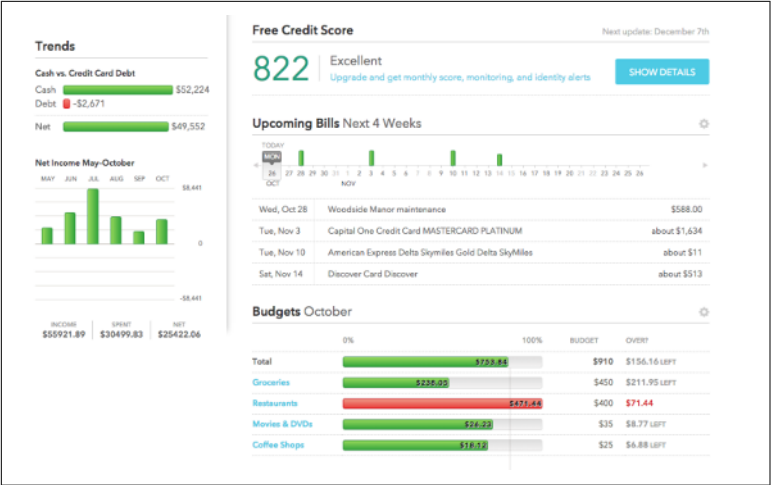 Trends
Cash vs. Credit Card Debt
Cash $52,224
Debt -$2,671
Net $49,552
Net Income May-October
MAY JUN JUL AUG SEP OCT
$8,441
0
-$8,441
INCOME SPENT NET
$55921.89 $30499.83 $25422.06
Free Credit Score Next update: December 7th
822 Excellent
Upgrade and get monthly score, monitoring, and identity alerts
SHOW DETAILS
Upcoming Bills Next 4 Weeks
TODAY
MON
26 27 28 29 30 31 1 2 3 4 5 6 7 8 9 10 11 12 13 14 15 16 17 18 19 20 21 22 23 24 25 26
OCT NOV
Wed, Oct 28 Woodside Manor maintenance $588.00
Tue, Nov 3 Capital One Credit Card MASTERCARD PLATINUM about $1,634
Tue, Nov 10 American Express Delta Skymiles Gold Delta SkyMiles about $11
Sat, Nov 14 Discover Card Discover about $513
Budgets October
0% 100% BUDGET OVER?
Total $753.84 $910 $156.16 LEFT
Groceries $238.05 $450 $211.95 LEFT
Restaurants $471.44 $400 $71.44
Movies & DVDs $26.23 $35 $8.77 LEFT
Coffee Shops $18.12 $25 $6.88 LEFT